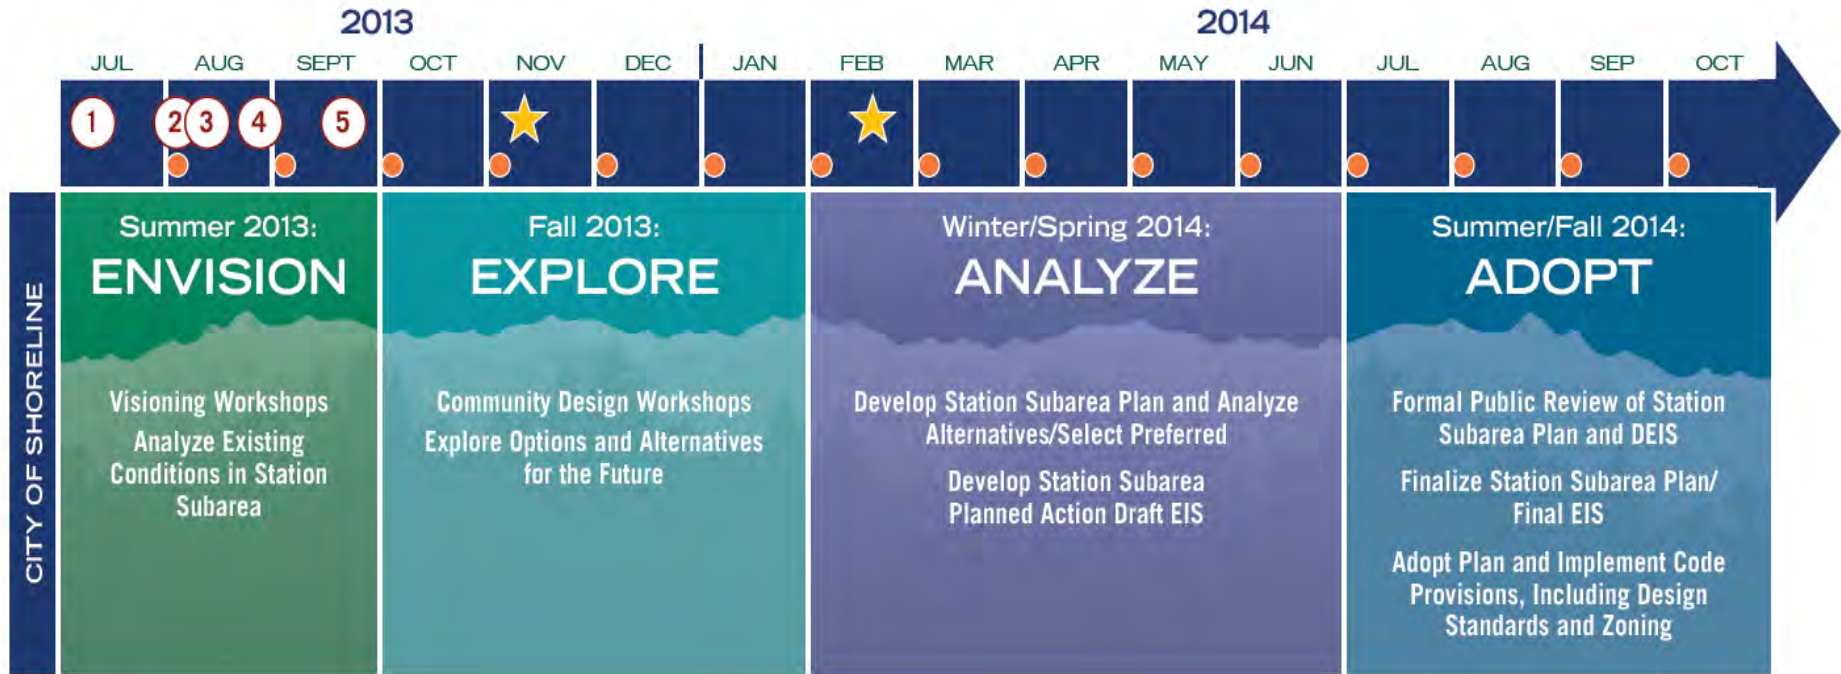 2013
2014
JUL
AUG
SEPT
OCT
NOV
DEC
JAN
FEB
MAR
APR
MAY
JUN
JUL
AUG
SEP
OCT
1
2
3
4
5
CITY OF SHORELINE
Summer 2013:
ENVISION
Visioning Workshops
Analyze Existing
Conditions in Station
Subarea
Fall 2013:
EXPLORE
Community Design Workshops
Explore Options and Alternatives
for the Future
Winter/Spring 2014:
ANALYZE
Develop Station Subarea Plan and Analyze
Alternatives/Select Preferred
Develop Station Subarea
Planned Action Draft EIS
Summer/Fall 2014:
ADOPT
Formal Public Review of Station
Subarea Plan and DEIS
Finalize Station Subarea Plan/
Final EIS
Adopt Plan and Implement Code
Provisions, Including Design
Standards and Zoning